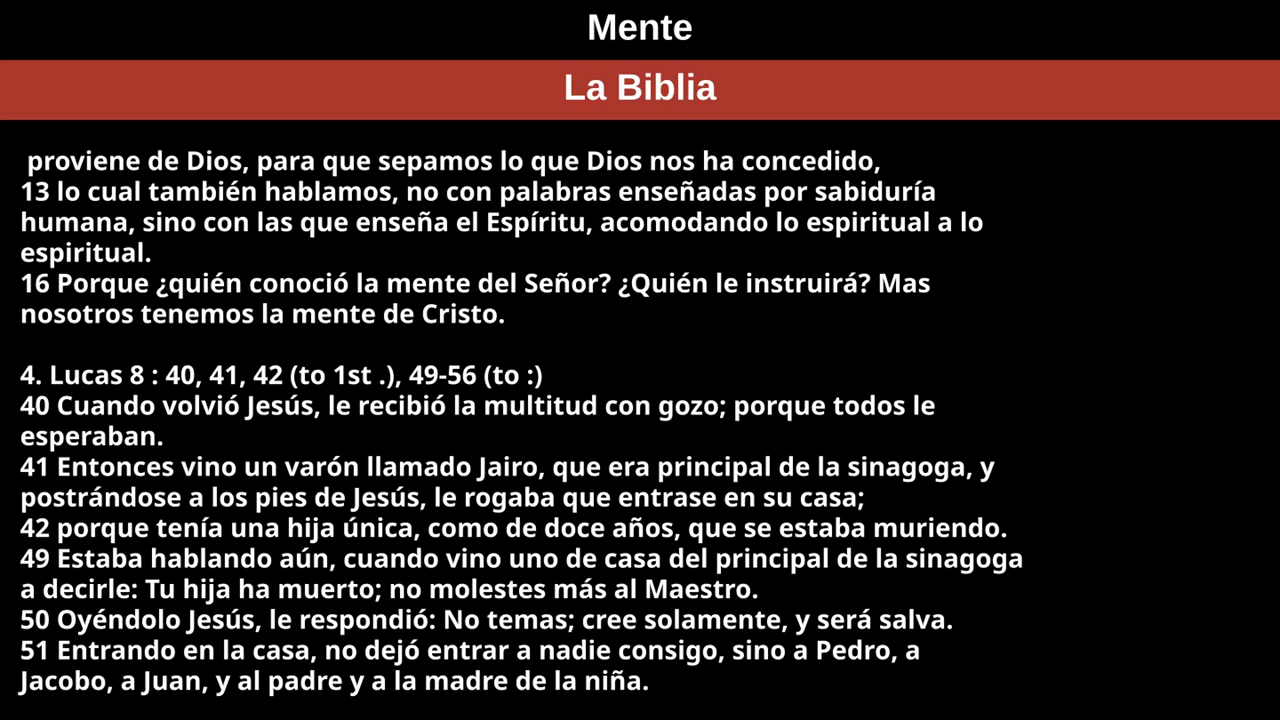 Mente
La Biblia
proviene de Dios, para que sepamos lo que Dios nos ha concedido,
13 lo cual también hablamos, no con palabras enseñadas por sabiduría
humana, sino con las que enseña el Espíritu, acomodando lo espiritual a lo
espiritual.
16 Porque ¿quién conoció la mente del Señor? ¿Quién le instruirá? Mas
nosotros tenemos la mente de Cristo.
4. Lucas 8 : 40, 41, 42 (to 1st .), 49-56 (to :)
40 Cuando volvió Jesús, le recibió la multitud con gozo; porque todos le
esperaban.
41 Entonces vino un varón llamado Jairo, que era principal de la sinagoga, y
postrándose a los pies de Jesús, le rogaba que entrase en su casa;
42 porque tenía una hija única, como de doce años, que se estaba muriendo.
49 Estaba hablando aún, cuando vino uno de casa del principal de la sinagoga
a decirle: Tu hija ha muerto; no molestes más al Maestro.
50 Oyéndolo Jesús, le respondió: No temas; cree solamente, y será salva.
51 Entrando en la casa, no dejó entrar a nadie consigo, sino a Pedro, a
Jacobo, a Juan, y al padre y a la madre de la niña.